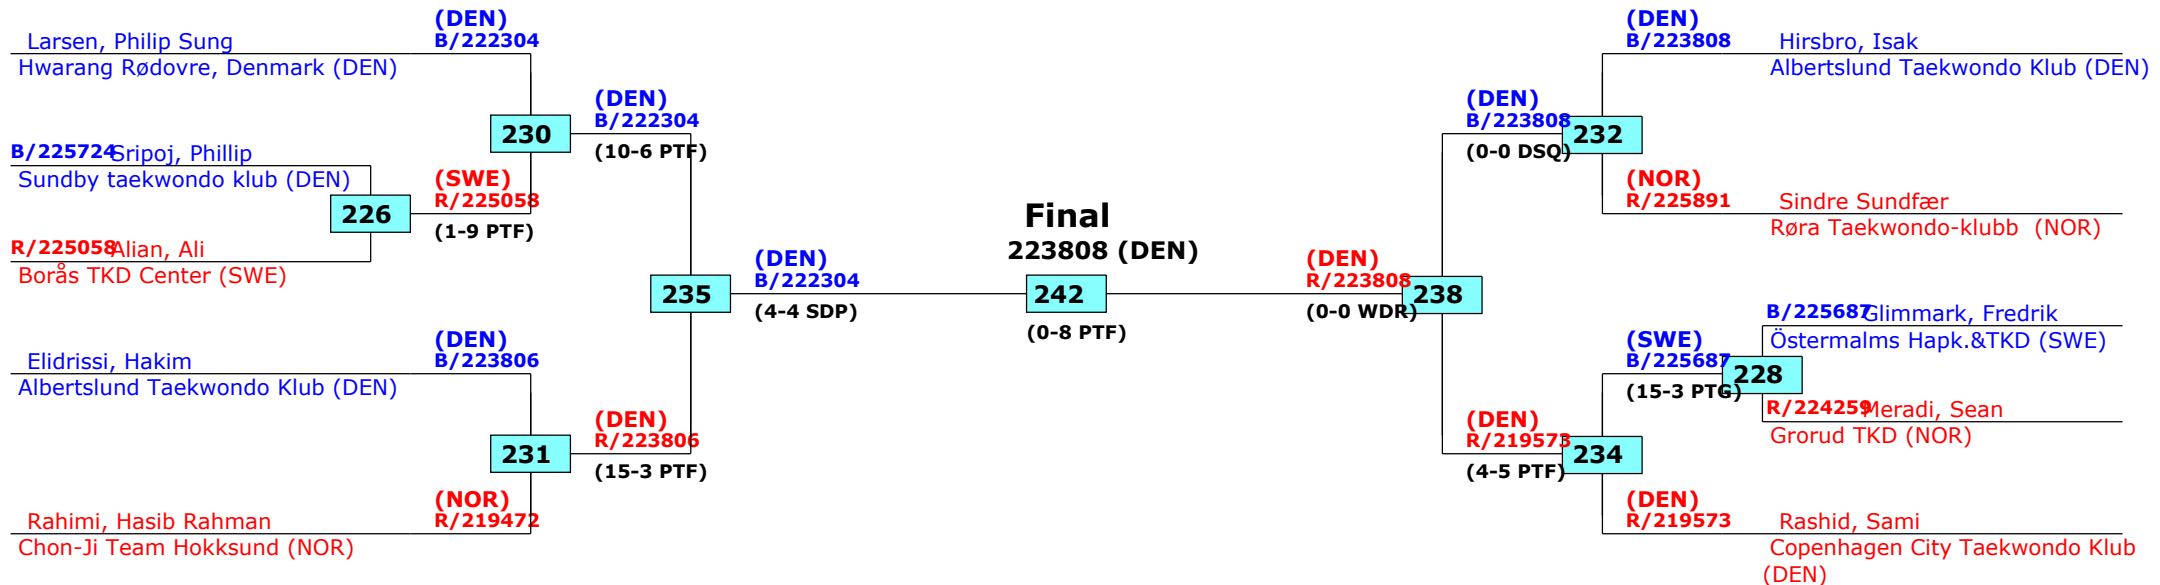 (DEN)
Larsen, Philip Sung
B/222304
Hwarang Rødovre, Denmark (DEN)
(DEN)
B/222304
230
(10-6 PTF)
B/225724 Sripoj, Phillip
Sundby taekwondo klub (DEN)
(SWE)
R/225058
226
(1-9 PTF)
R/225058 Alian, Ali
Borås TKD Center (SWE)
(DEN)
B/222304
235
(4-4 SDP)
(DEN)
Elidrissi, Hakim
B/223806
Albertslund Taekwondo Klub (DEN)
(DEN)
R/223806
231
(15-3 PTF)
(NOR)
Rahimi, Hasib Rahman
R/219472
Chon-Ji Team Hokksund (NOR)
Final
223808 (DEN)
242
(0-8 PTF)
(DEN)
B/223808
Hirsbro, Isak
Albertslund Taekwondo Klub (DEN)
(DEN)
B/223808
232
(0-0 DSQ)
(NOR)
R/225891
Sindre Sundfær
Røra Taekwondo-klubb (NOR)
(DEN)
R/223808
238
(0-0 WDR)
B/225687 Glimmark, Fredrik
Östermalms Hapk.&TKD (SWE)
(SWE)
B/225687
228
(15-3 PTG)
R/224259 Meradi, Sean
Grorud TKD (NOR)
(DEN)
R/219573
234
(4-5 PTF)
(DEN)
R/219573
Rashid, Sami
Copenhagen City Taekwondo Klub
(DEN)